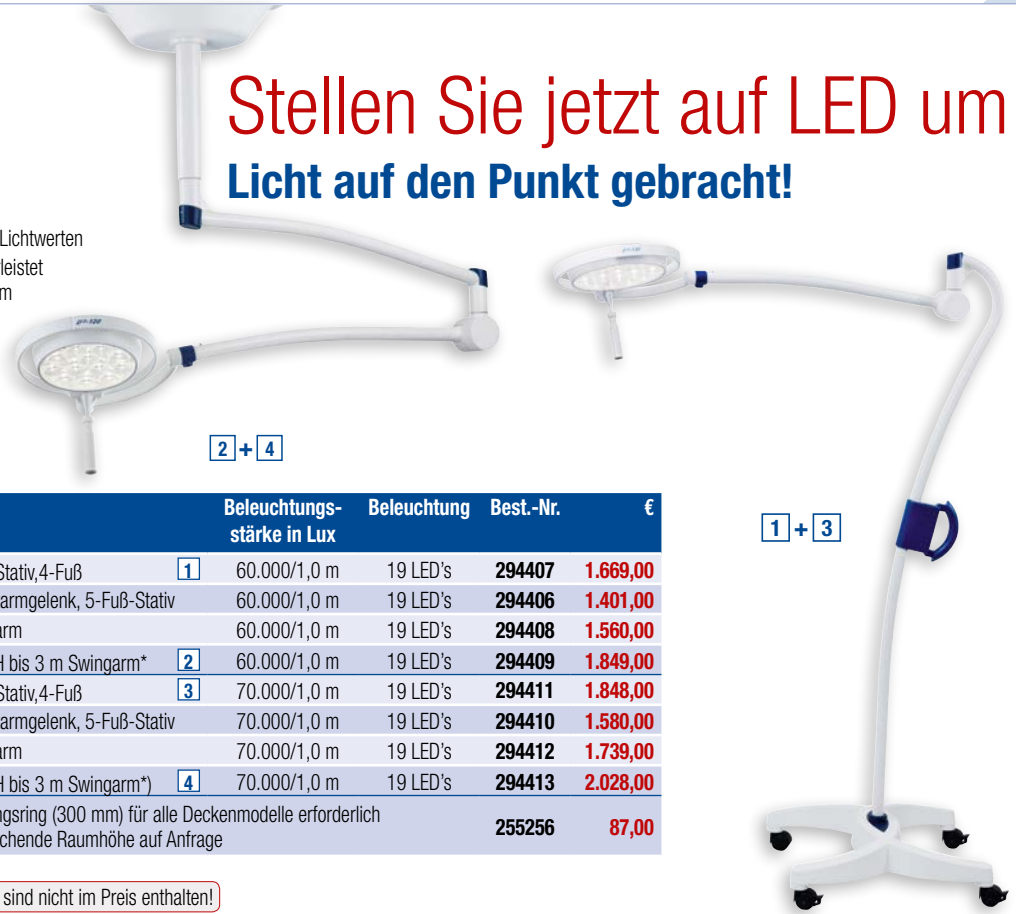 Stellen Sie jetzt auf LED um
Licht auf den Punkt gebracht!
Lichtwerten
leistet
m
2 + 4
1 + 3
Beleuchtungs- Beleuchtung Best.-Nr. €
stärke in Lux
Stativ,4-Fuß 1 60.000/1,0 m 19 LED's 294407 1.669,00
armgelenk, 5-Fuß-Stativ 60.000/1,0 m 19 LED's 294406 1.401,00
arm 60.000/1,0 m 19 LED's 294408 1.560,00
H bis 3 m Swingarm* 2 60.000/1,0 m 19 LED's 294409 1.849,00
Stativ,4-Fuß 3 70.000/1,0 m 19 LED's 294411 1.848,00
armgelenk, 5-Fuß-Stativ 70.000/1,0 m 19 LED's 294410 1.580,00
arm 70.000/1,0 m 19 LED's 294412 1.739,00
H bis 3 m Swingarm*) 4 70.000/1,0 m 19 LED's 294413 2.028,00
ngsring (300 mm) für alle Deckenmodelle erforderlich 255256 87,00
chende Raumhöhe auf Anfrage
sind nicht im Preis enthalten!